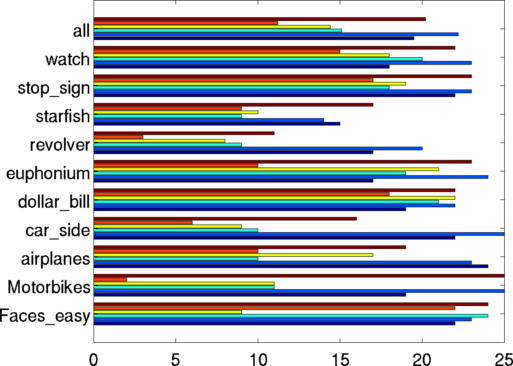 all
watch
stop_sign
starfish
revolver
euphonium
dollar_bill
car_side
airplanes
Motorbikes
Faces_easy
0 5 10 15 20 25